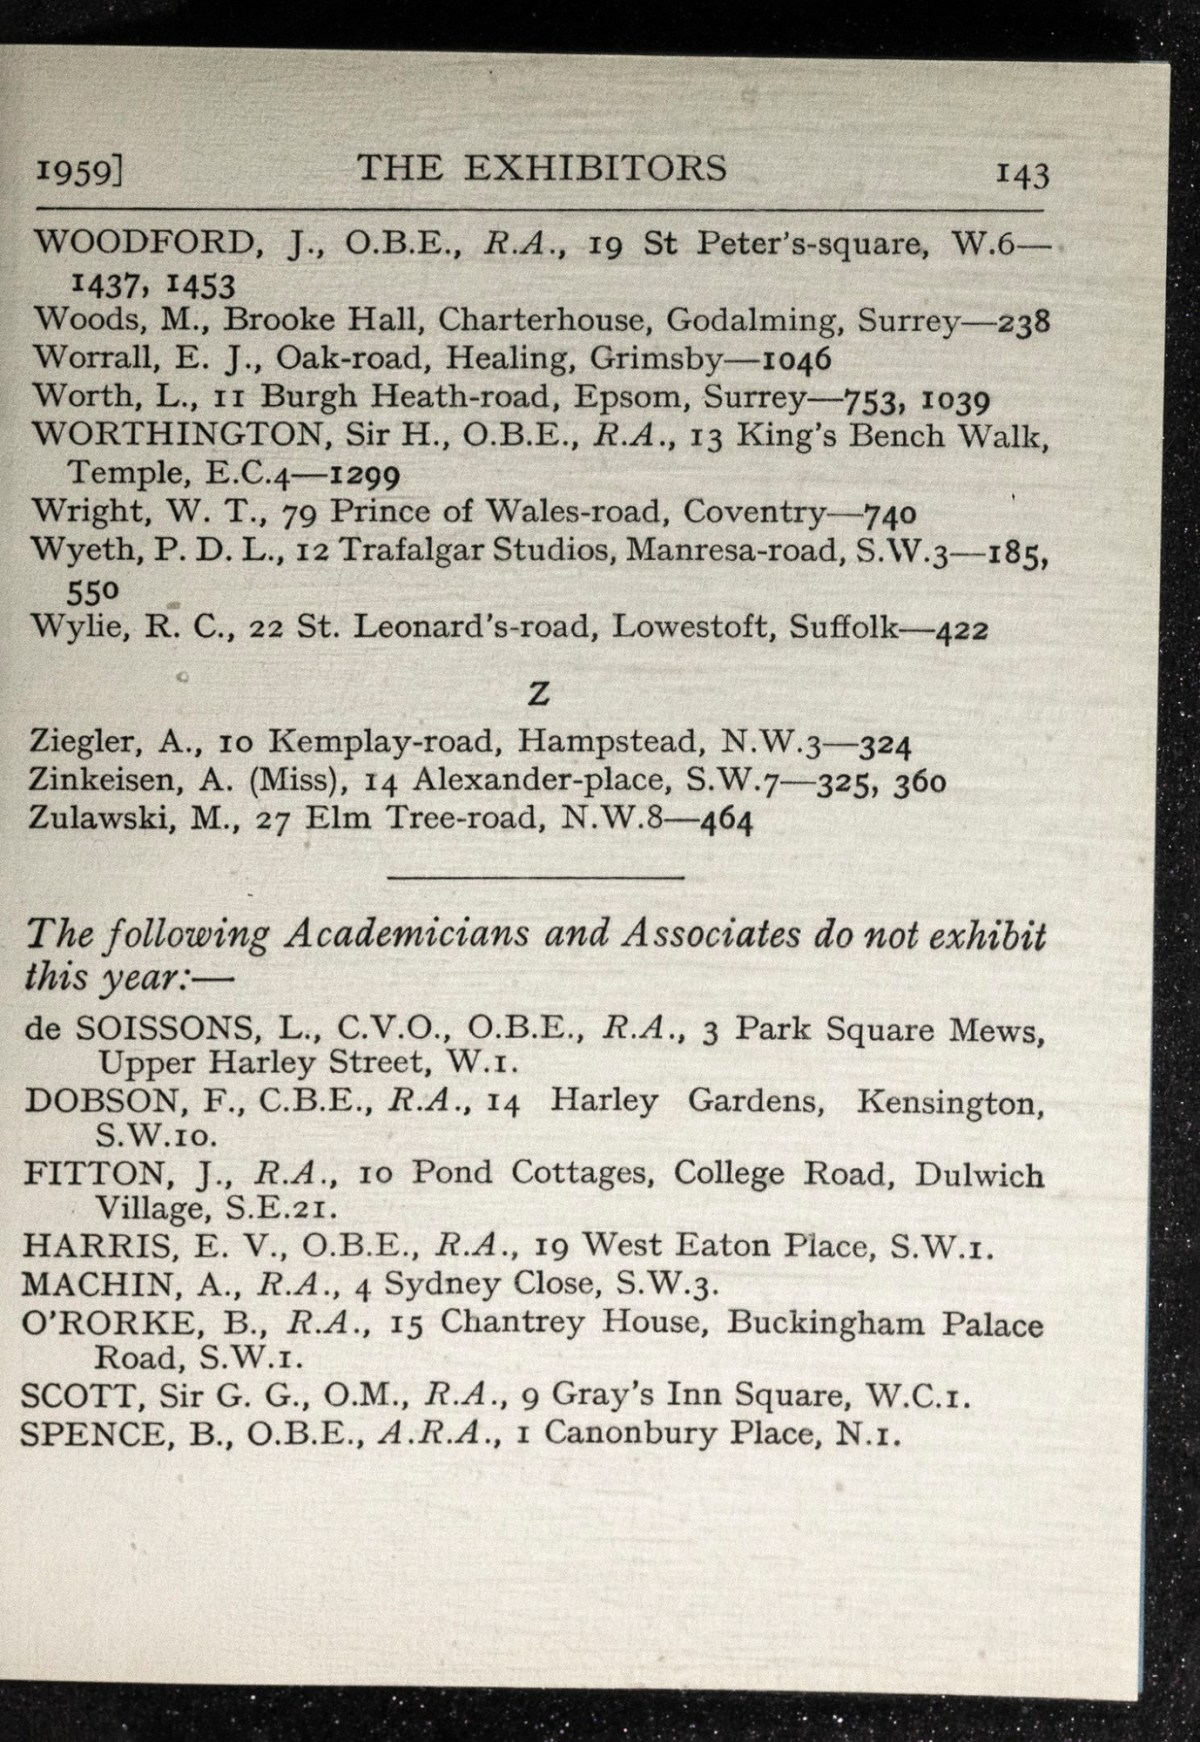 1959] THE EXHIBITORS 143
WOODFORD, J., O.B.E., R.A., 19 St Peter's-square, W.6—
1437, 1453
Woods, M., Brooke Hall, Charterhouse, Godalming, Surrey—238
Worrall, E. J., Oak-road, Healing, Grimsby—1046
Worth, L., 11 Burgh Heath-road, Epsom, Surrey—753, 1039
WORTHINGTON, Sir H., O.B.E., R.A., 13 King's Bench Walk,
Temple, E.C.4—1299
Wright, W. T., 79 Prince of Wales-road, Coventry—740
Wyeth, P. D. L., 12 Trafalgar Studios, Manresa-road, S.W.3—185,
550
Wylie, R. C., 22 St. Leonard's-road, Lowestoft, Suffolk—422
Z
Ziegler, A., 10 Kemplay-road, Hampstead, N.W.3—324
Zinkeisen, A. (Miss), 14 Alexander-place, S.W.7—325, 360
Zulawski, M., 27 Elm Tree-road, N.W.8—464
The following Academicians and Associates do not exhibit
this year:—
de SOISSONS, L., C.V.O., O.B.E., R.A., 3 Park Square Mews,
Upper Harley Street, W.1.
DOBSON, F., C.B.E., R.A., 14 Harley Gardens, Kensington,
S.W.10.
FITTON, J., R.A., 10 Pond Cottages, College Road, Dulwich
Village, S.E.21.
HARRIS, E. V., O.B.E., R.A., 19 West Eaton Place, S.W.1.
MACHIN, A., R.A., 4 Sydney Close, S.W.3.
O'RORKE, B., R.A., 15 Chantrey House, Buckingham Palace
Road, S.W.1.
SCOTT, Sir G. G., O.M., R.A., 9 Gray's Inn Square, W.C.1.
SPENCE, B., O.B.E., A.R.A., 1 Canonbury Place, N.1.